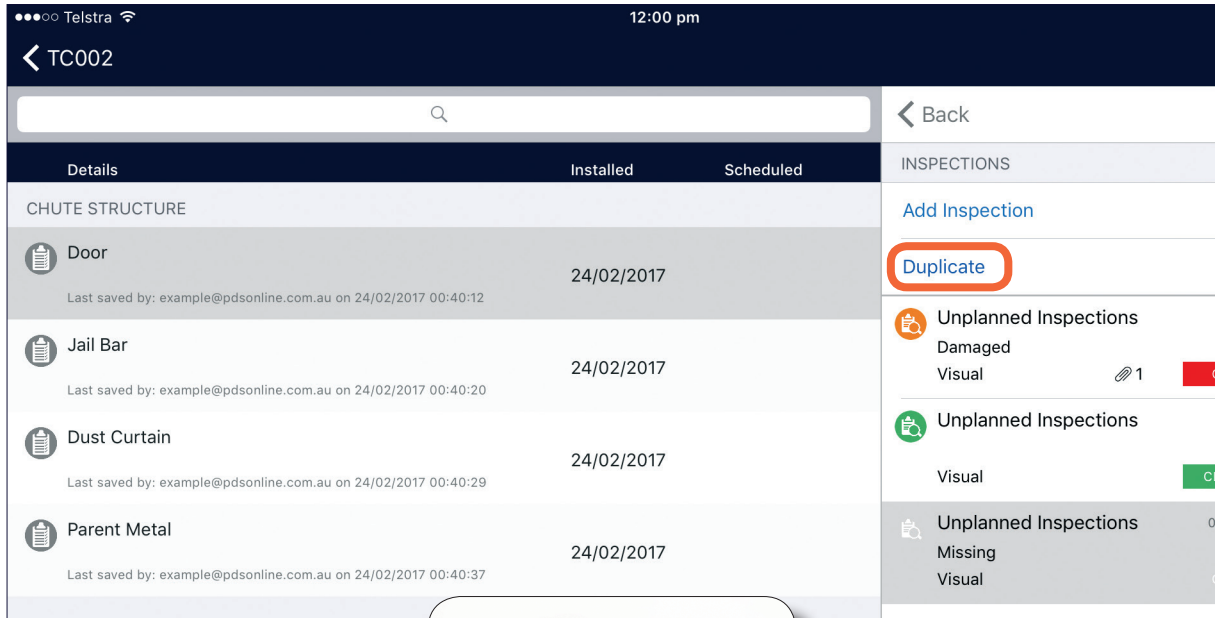 Telstra 12:00 pm
TC002
Details Installed Scheduled
CHUTE STRUCTURE
Door
24/02/2017
Last saved by: example@pdsonline.com.au on 24/02/2017 00:40:12
Jail Bar
24/02/2017
Last saved by: example@pdsonline.com.au on 24/02/2017 00:40:20
Dust Curtain
24/02/2017
Last saved by: example@pdsonline.com.au on 24/02/2017 00:40:29
Parent Metal
24/02/2017
Last saved by: example@pdsonline.com.au on 24/02/2017 00:40:37
Back
INSPECTIONS
Add Inspection
Duplicate
Unplanned Inspections
Damaged
Visual 1
Unplanned Inspections
Visual
Unplanned Inspections
Missing
Visual